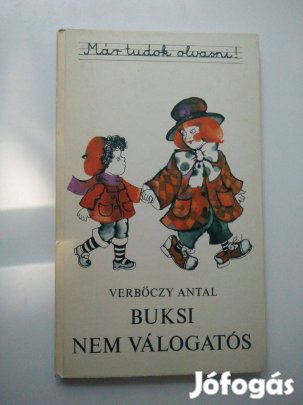 Már tudok olvasni!
VERBŐCZY ANTAL
BUKSI
NEM VÁLOGATÓS
Jófogás